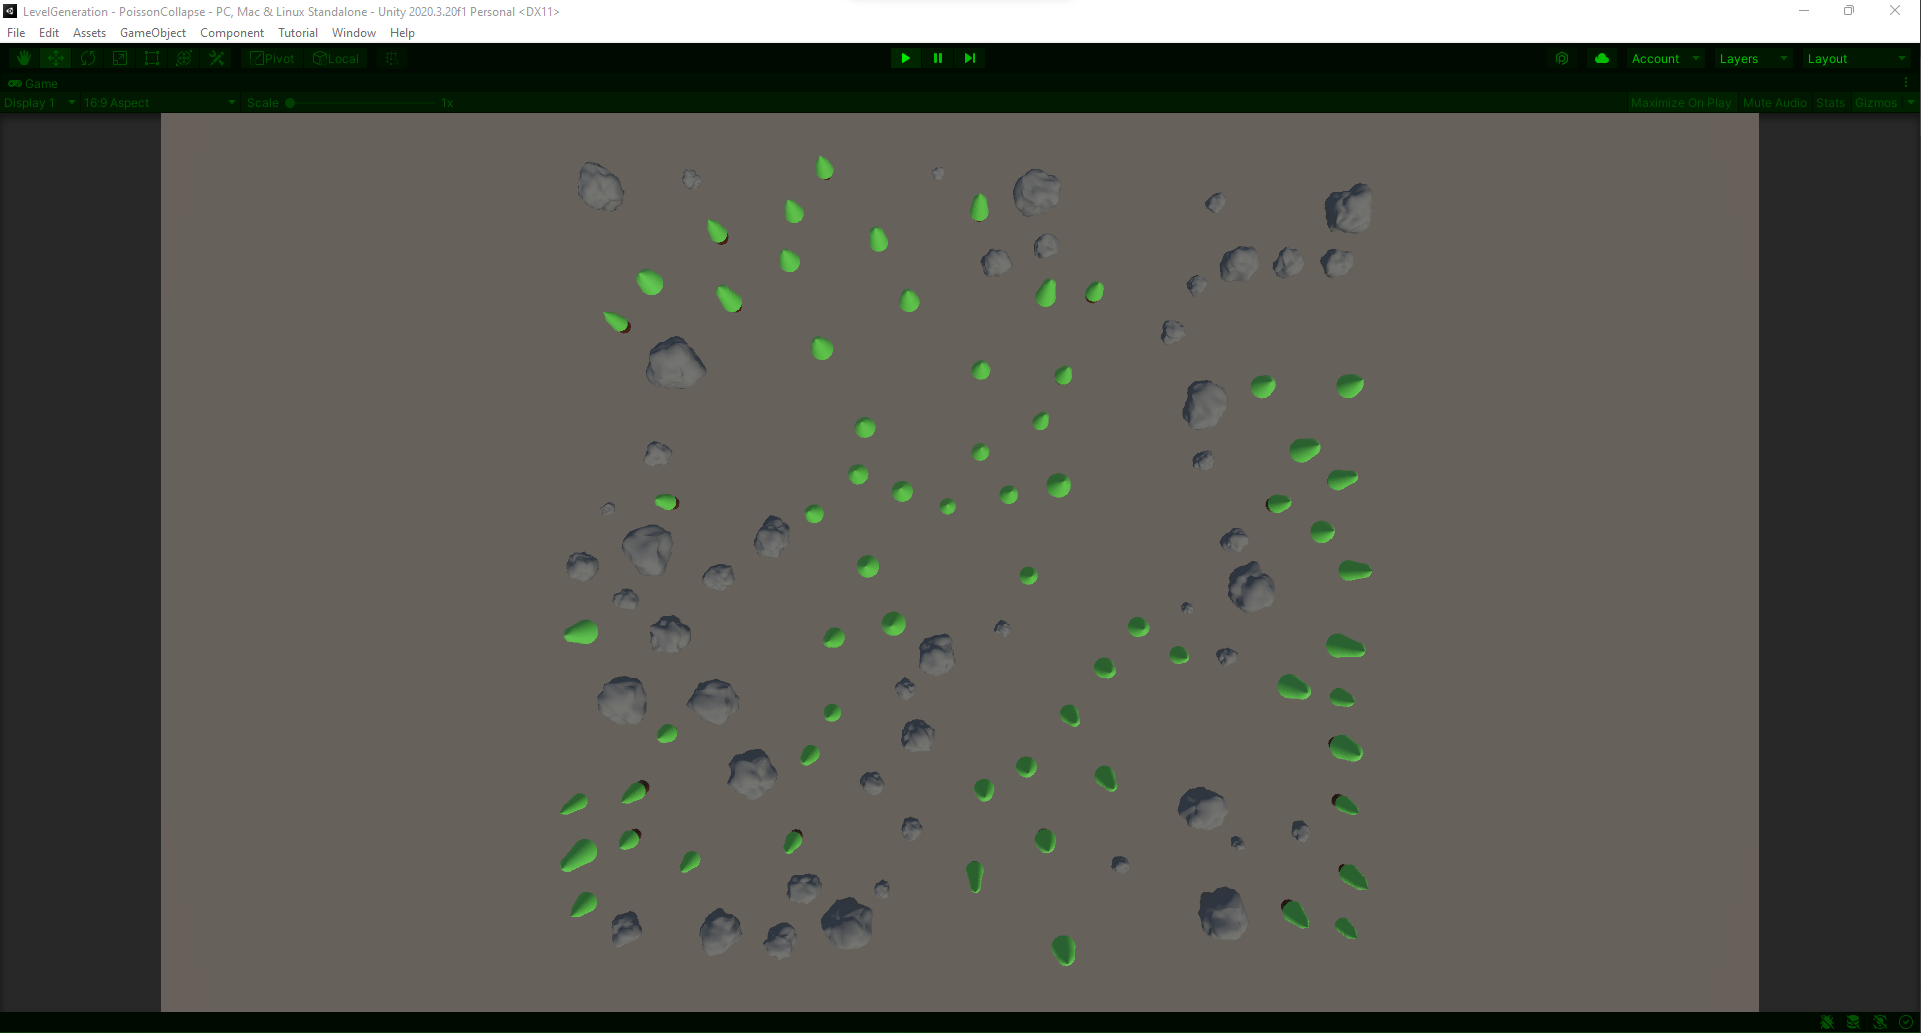 LevelGeneration - PoissonCollapse - PC, Mac & Linux Standalone - Unity 2020.3.20f1 Personal <DX11>
File Edit Assets GameObject Component Tutorial Window Help
Pivot Local Account Layers Layout
Game
Display 1 16:9 Aspect Scale 1x Maximize On Play Mute Audio Stats Gizmos